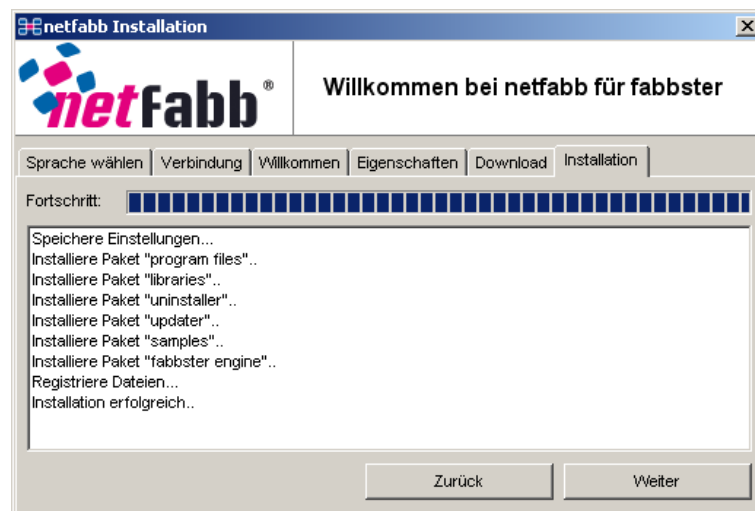 netfabb Installation
netfabb®
Willkommen bei netfabb für fabbster
Sprache wählen Verbindung Willkommen Eigenschaften Download Installation
Fortschritt:
Speichere Einstellungen...
Installiere Paket "program files"..
Installiere Paket "libraries"..
Installiere Paket "uninstaller"..
Installiere Paket "updater"..
Installiere Paket "samples"..
Installiere Paket "fabbster engine"..
Registriere Dateien...
Installation erfolgreich..
Zurück Weiter